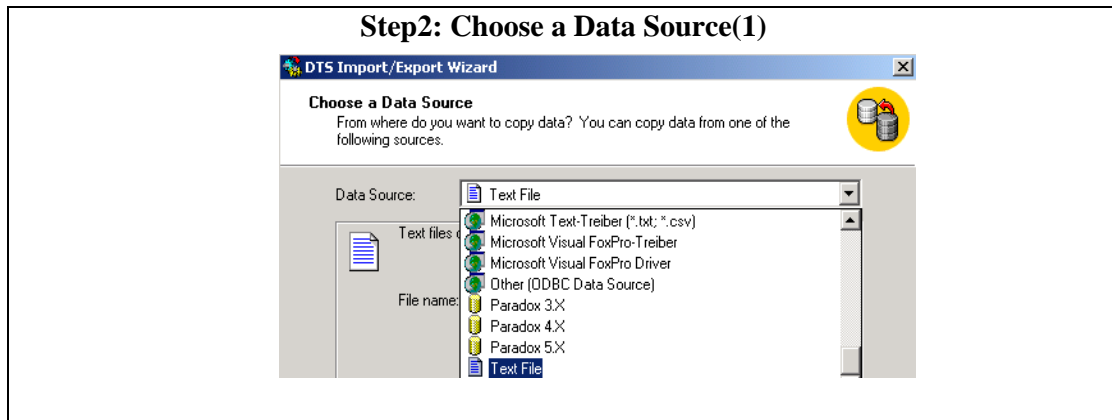 Step2: Choose a Data Source(1)
DTS Import/Export Wizard
Choose a Data Source
From where do you want to copy data? You can copy data from one of the
following sources.
Data Source:
Text File
Microsoft Text-Treiber (*.txt; *.csv)
Text files
Microsoft Visual FoxPro-Treiber
Microsoft Visual FoxPro Driver
Other (ODBC Data Source)
File name:
Paradox 3.X
Paradox 4.X
Paradox 5.X
Text File